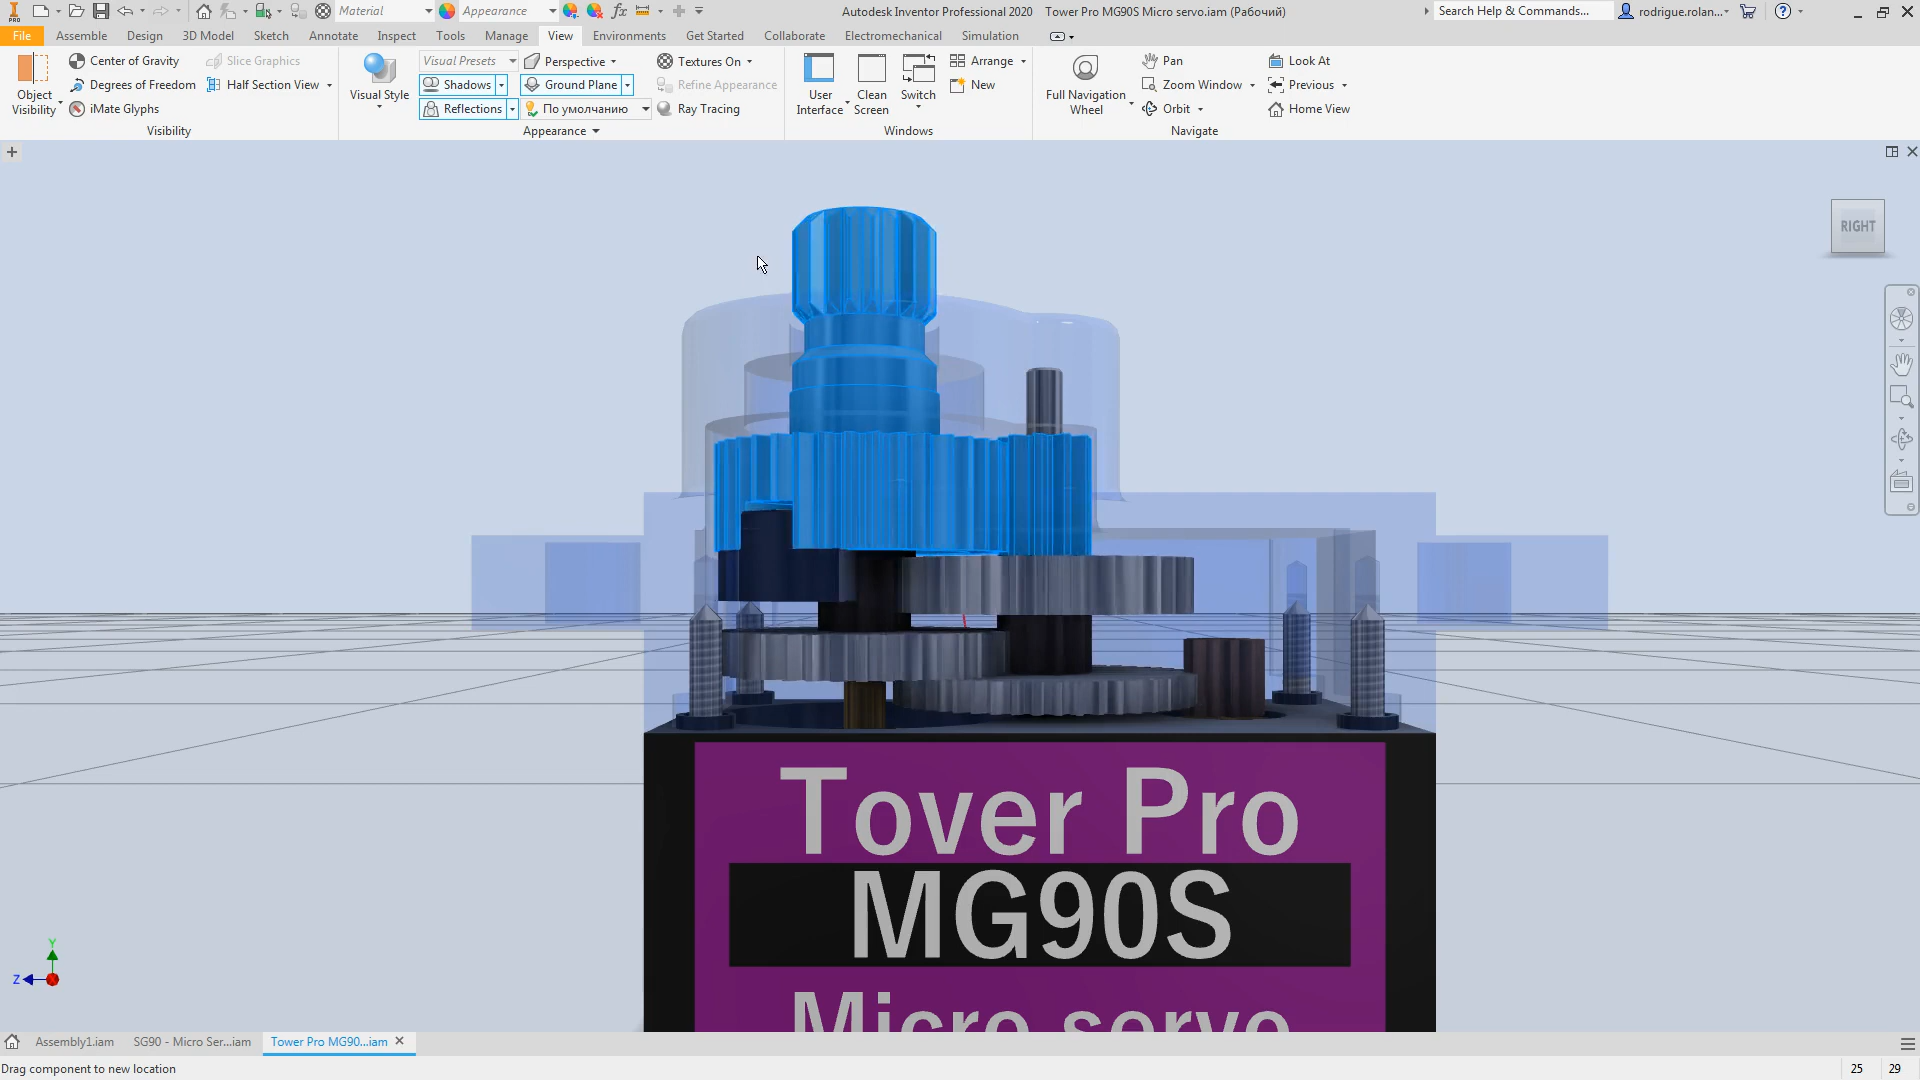 Material
Appearance
Autodesk Inventor Professional 2020 Tower Pro MG90S Micro servo.iam (Рабочий)
Search Help & Commands...
rodrigue.rolan...
File Assemble Design 3D Model Sketch Annotate Inspect Tools Manage View Environments Get Started Collaborate Electromechanical Simulation
Object Visibility
Center of Gravity
Degrees of Freedom
iMate Glyphs
Slice Graphics
Half Section View
Visibility
Visual Style
Visual Presets
Shadows
Reflections
Perspective
Ground Plane
По умолчанию
Textures On
Refine Appearance
Ray Tracing
Appearance
User Interface
Clean Screen
Switch
Arrange
New
Windows
Full Navigation Wheel
Pan
Zoom Window
Orbit
Look At
Previous
Home View
Navigate
RIGHT
Tover Pro
MG90S
Micro servo
Y
Z
Assembly1.iam SG90 - Micro Ser...iam Tower Pro MG90...iam
Drag component to new location
25 29